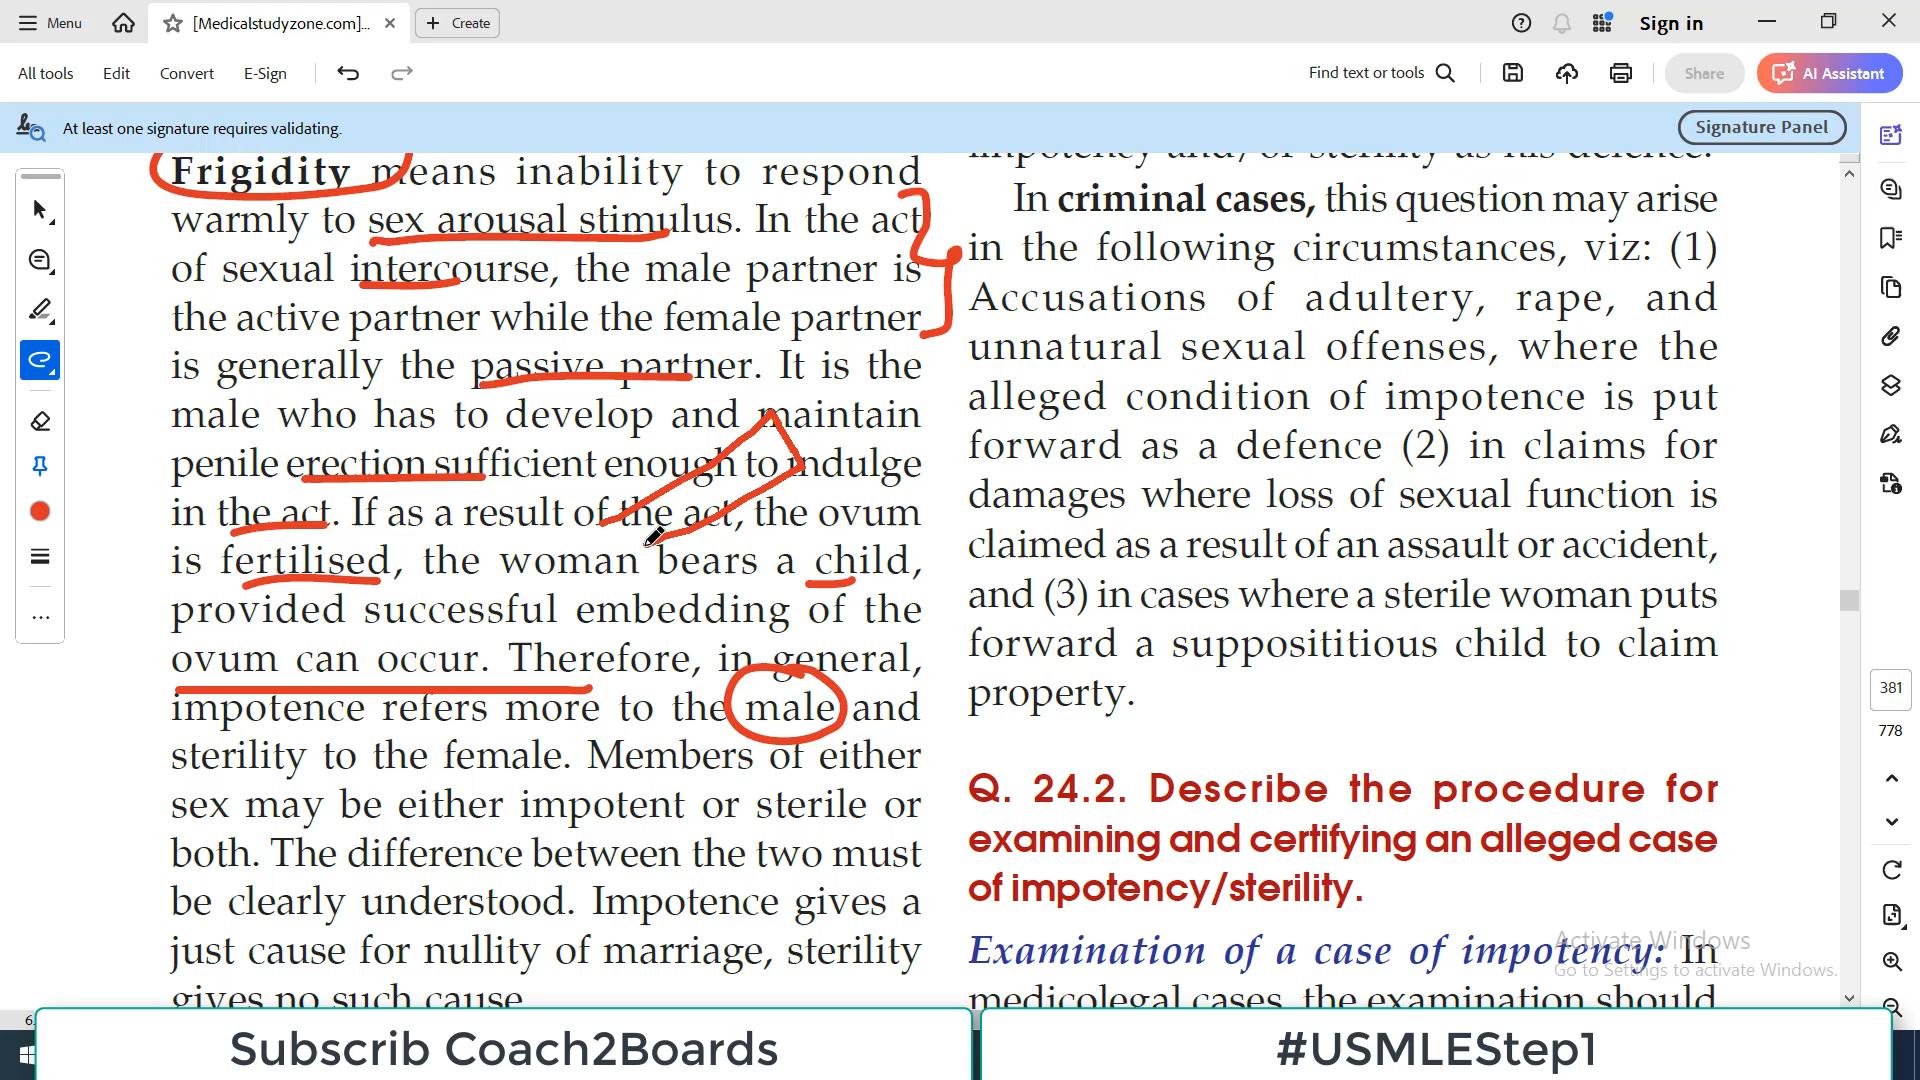 Menu
[Medicalstudyzone.com]...
Create
Sign in
All tools
Edit
Convert
E-Sign
Find text or tools
Share
AI Assistant
At least one signature requires validating.
Signature Panel
Frigidity means inability to respond
warmly to sex arousal stimulus. In the act
of sexual intercourse, the male partner is
the active partner while the female partner
is generally the passive partner. It is the
male who has to develop and maintain
penile erection sufficient enough to indulge
in the act. If as a result of the act, the ovum
is fertilised, the woman bears a child,
provided successful embedding of the
ovum can occur. Therefore, in general,
impotence refers more to the male and
sterility to the female. Members of either
sex may be either impotent or sterile or
both. The difference between the two must
be clearly understood. Impotence gives a
just cause for nullity of marriage, sterility
gives no such cause
impotency and/or sterility as his defence.
In criminal cases, this question may arise
in the following circumstances, viz: (1)
Accusations of adultery, rape, and
unnatural sexual offenses, where the
alleged condition of impotence is put
forward as a defence (2) in claims for
damages where loss of sexual function is
claimed as a result of an assault or accident,
and (3) in cases where a sterile woman puts
forward a supposititious child to claim
property.
Q. 24.2. Describe the procedure for
examining and certifying an alleged case
of impotency/sterility.
Examination of a case of impotency: In
medicolegal cases, the examination should
381
778
Activate Windows
Go to Settings to activate Windows.
Subscrib Coach2Boards
#USMLEStep1